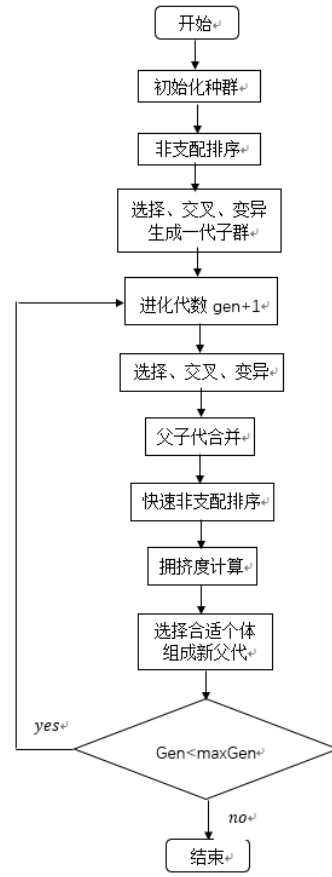 开始
初始化种群
非支配排序
选择、交叉、变异
生成一代子群
进化代数 gen+1
选择、交叉、变异
父子代合并
快速非支配排序
拥挤度计算
选择合适个体
组成新父代
yes
Gen<maxGen
no
结束